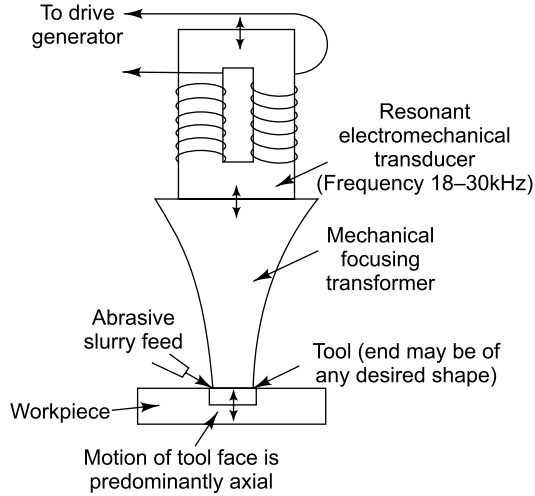 To drive
generator
Resonant
electromechanical
transducer
(Frequency 18–30kHz)
Mechanical
focusing
transformer
Abrasive
slurry feed
Tool (end may be of
any desired shape)
Workpiece
Motion of tool face is
predominantly axial